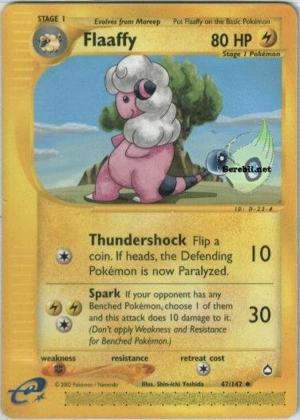 STAGE 1
Evolves from Mareep
Put Flaaffy on the Basic Pokémon
Flaaffy
80 HP
Stage 1 Pokémon
Serebii.net
Thundershock Flip a
coin. If heads, the Defending
Pokémon is now Paralyzed.
10
Spark If your opponent has any
Benched Pokémon, choose 1 of them
and this attack does 10 damage to it.
(Don't apply Weakness and Resistance
for Benched Pokémon.)
30
weakness
resistance
retreat cost
©2002 Pokémon / Nintendo
Illus. Shin-ichi Yoshida
47/147
e